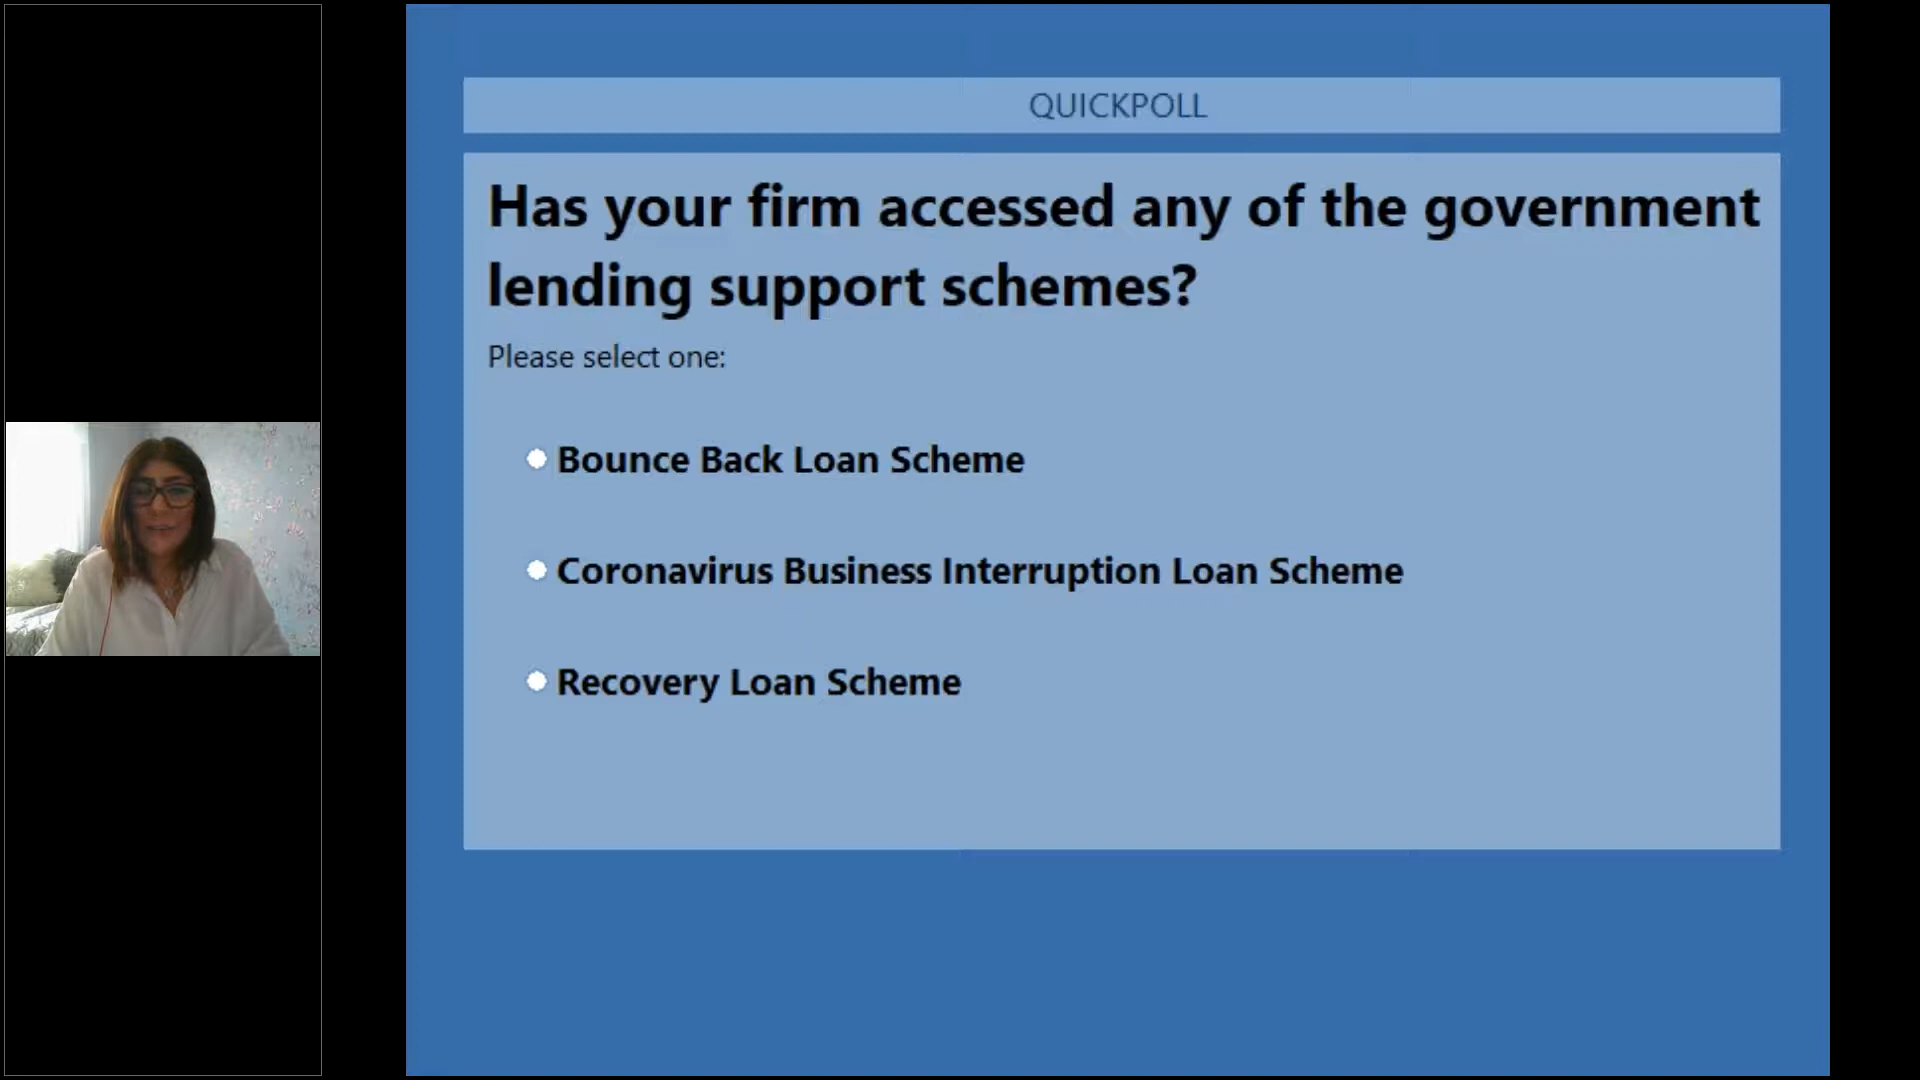 QUICKPOLL
Has your firm accessed any of the government
lending support schemes?
Please select one:
Bounce Back Loan Scheme
Coronavirus Business Interruption Loan Scheme
Recovery Loan Scheme